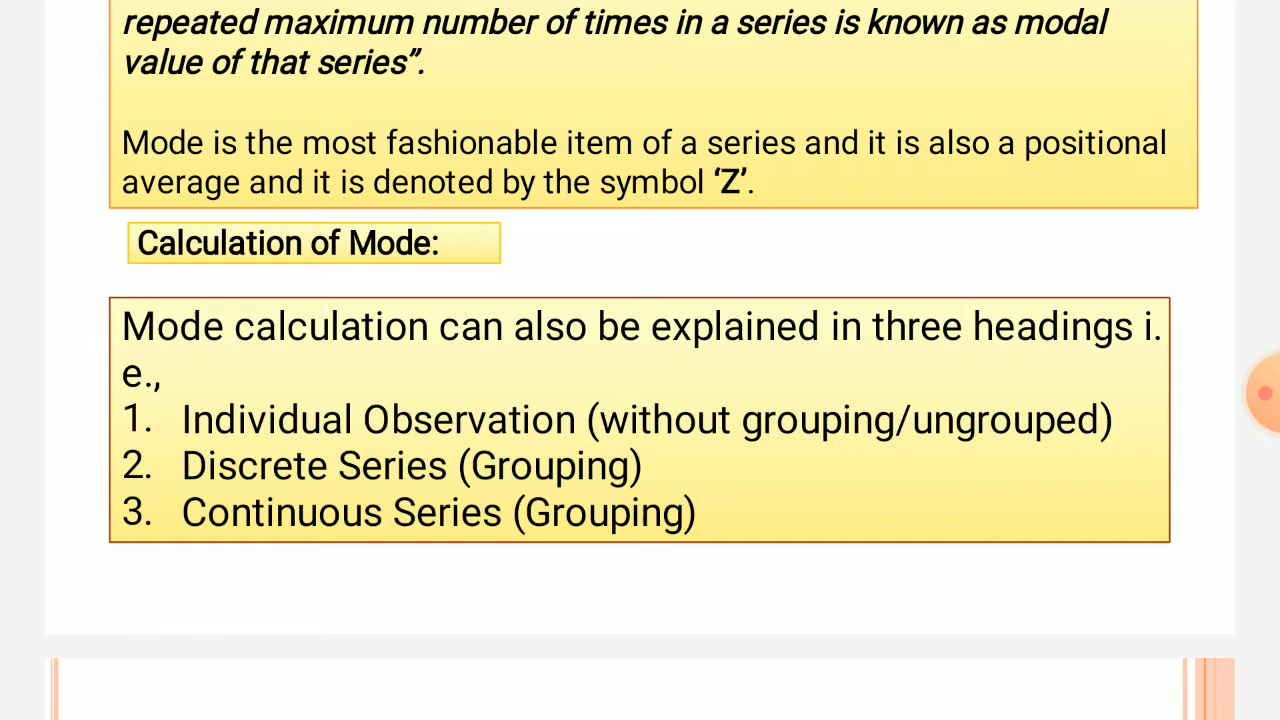 repeated maximum number of times in a series is known as modal
value of that series”.
Mode is the most fashionable item of a series and it is also a positional
average and it is denoted by the symbol ‘Z’.
Calculation of Mode:
Mode calculation can also be explained in three headings i.
e.,
1. Individual Observation (without grouping/ungrouped)
2. Discrete Series (Grouping)
3. Continuous Series (Grouping)